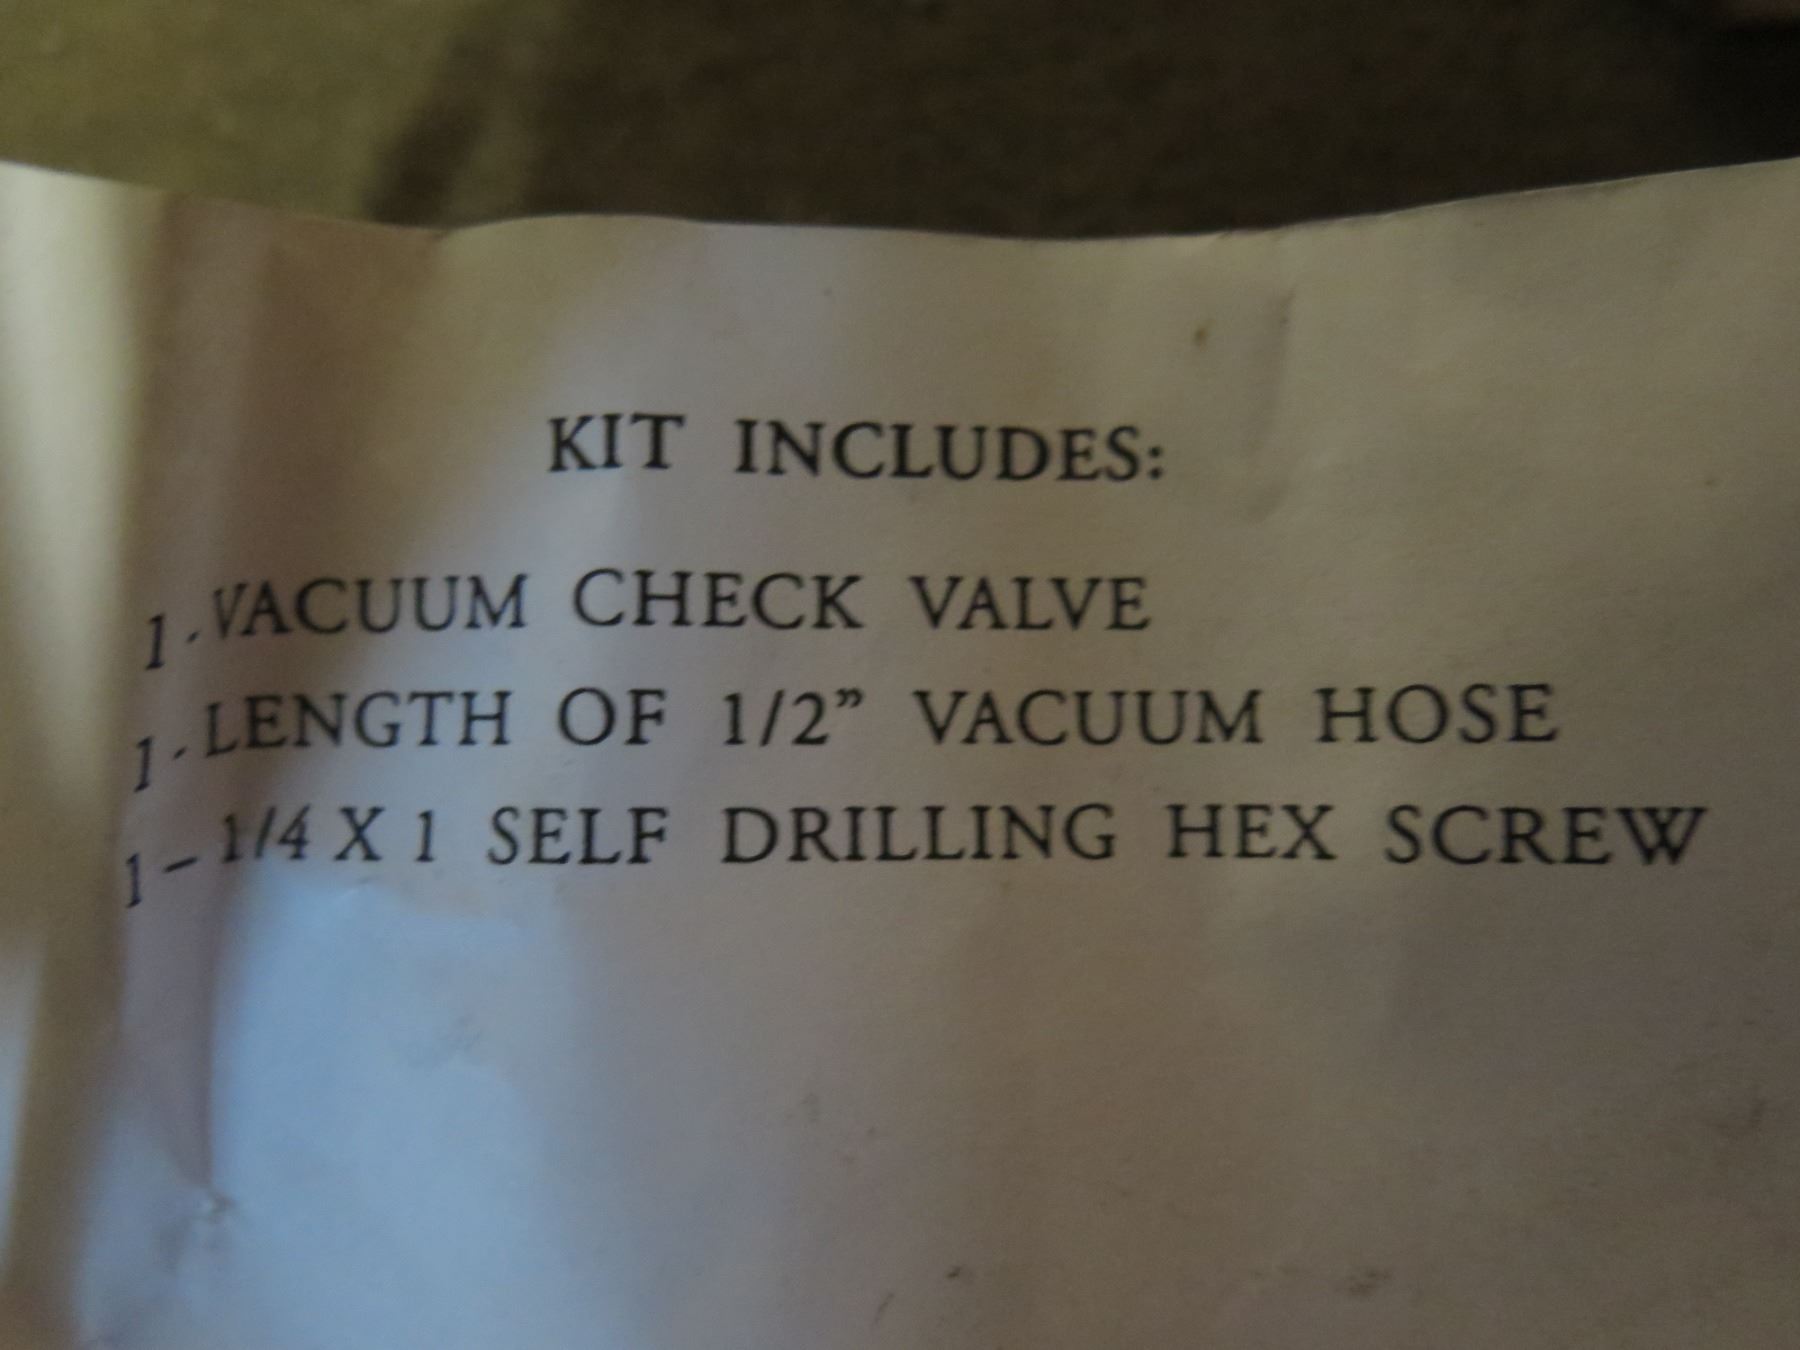 KIT INCLUDES:
1 - VACUUM CHECK VALVE
1 - LENGTH OF 1/2” VACUUM HOSE
1 – 1/4 X 1 SELF DRILLING HEX SCREW